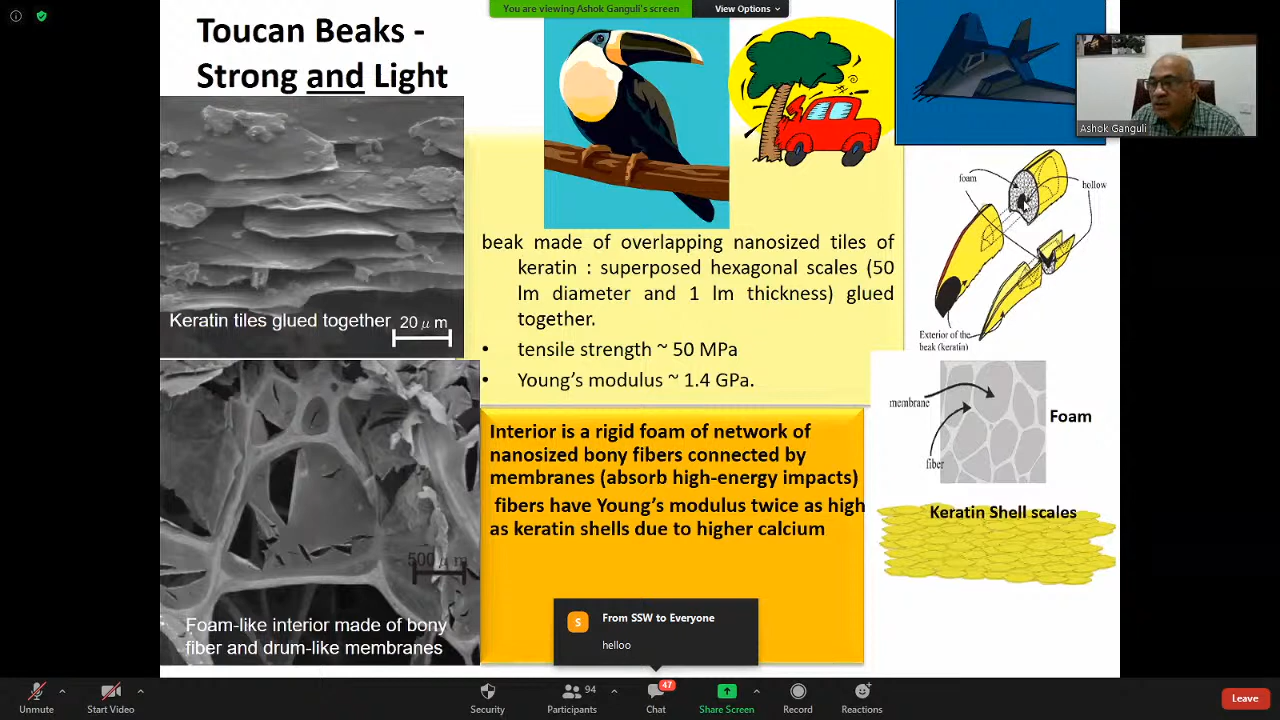 You are viewing Ashok Ganguli's screen
View Options
Toucan Beaks -
Strong and Light
Keratin tiles glued together
20 μm
Foam-like interior made of bony
fiber and drum-like membranes
500 μm
beak made of overlapping nanosized tiles of
keratin : superposed hexagonal scales (50
lm diameter and 1 lm thickness) glued
together.
• tensile strength ~ 50 MPa
• Young's modulus ~ 1.4 GPa.
Interior is a rigid foam of network of
nanosized bony fibers connected by
membranes (absorb high-energy impacts)
fibers have Young's modulus twice as high
as keratin shells due to higher calcium
Ashok Ganguli
foam
hollow
Exterior of the
beak (keratin)
membrane
fiber
Foam
Keratin Shell scales
S
From SSW to Everyone
helloo
Unmute
Start Video
Security
94
Participants
47
Chat
Share Screen
Record
Reactions
Leave